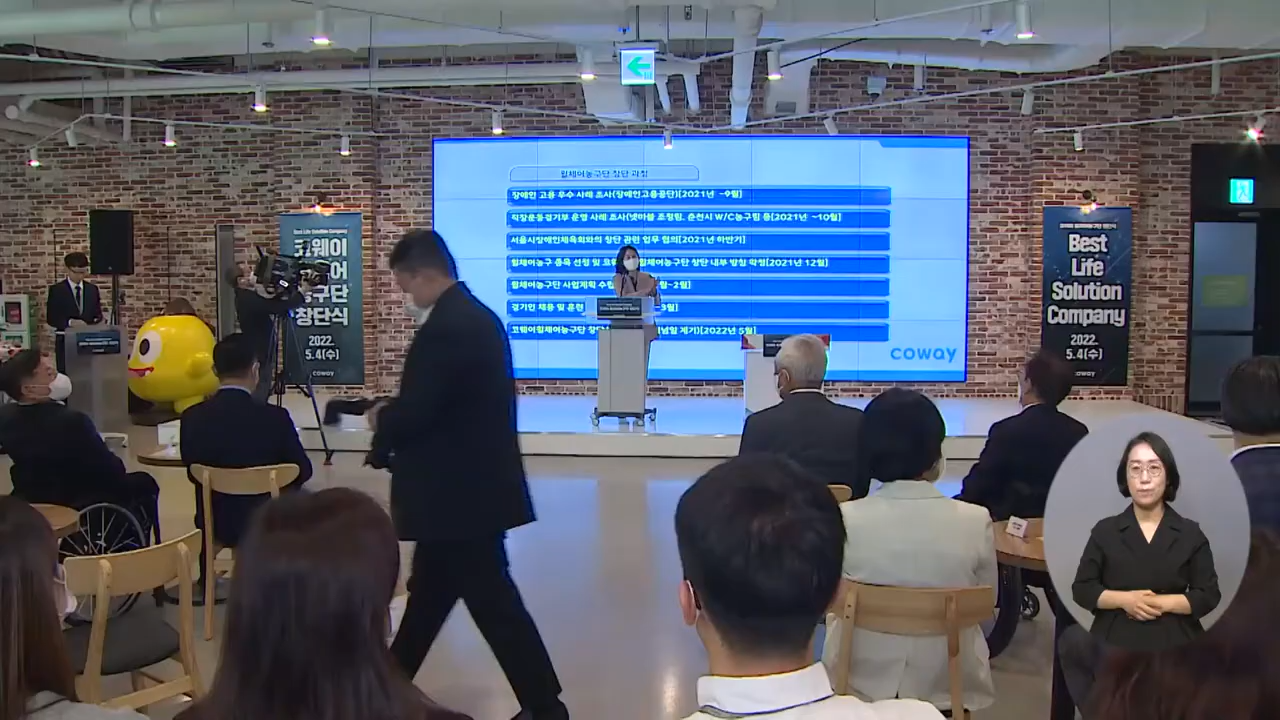 휠체어농구단 창단 과정
장애인 고용 우수 사례 조사(장애인고용공단)[2021년 ~9월]
직장운동경기부 운영 사례 조사(넷마블 조정팀, 춘천시 W/C농구팀 등[2021년 ~10월]
서울시장애인체육회와의 창단 관련 업무 협의[2021년 하반기]
휠체어농구 종목 선정 및 코웨이휠체어농구단 창단 내부 방침 확정[2021년 12월]
휠체어농구단 사업계획 수립
~2월]
경기인 채용 및 훈련
3월]
코웨이휠체어농구단 창단
[2022년 5월]
coway
Best Life Solution Company
코웨이
창단식
2022.
5.4(수)
coway
Best
Life
Solution
Company
2022.
5.4(수)
coway